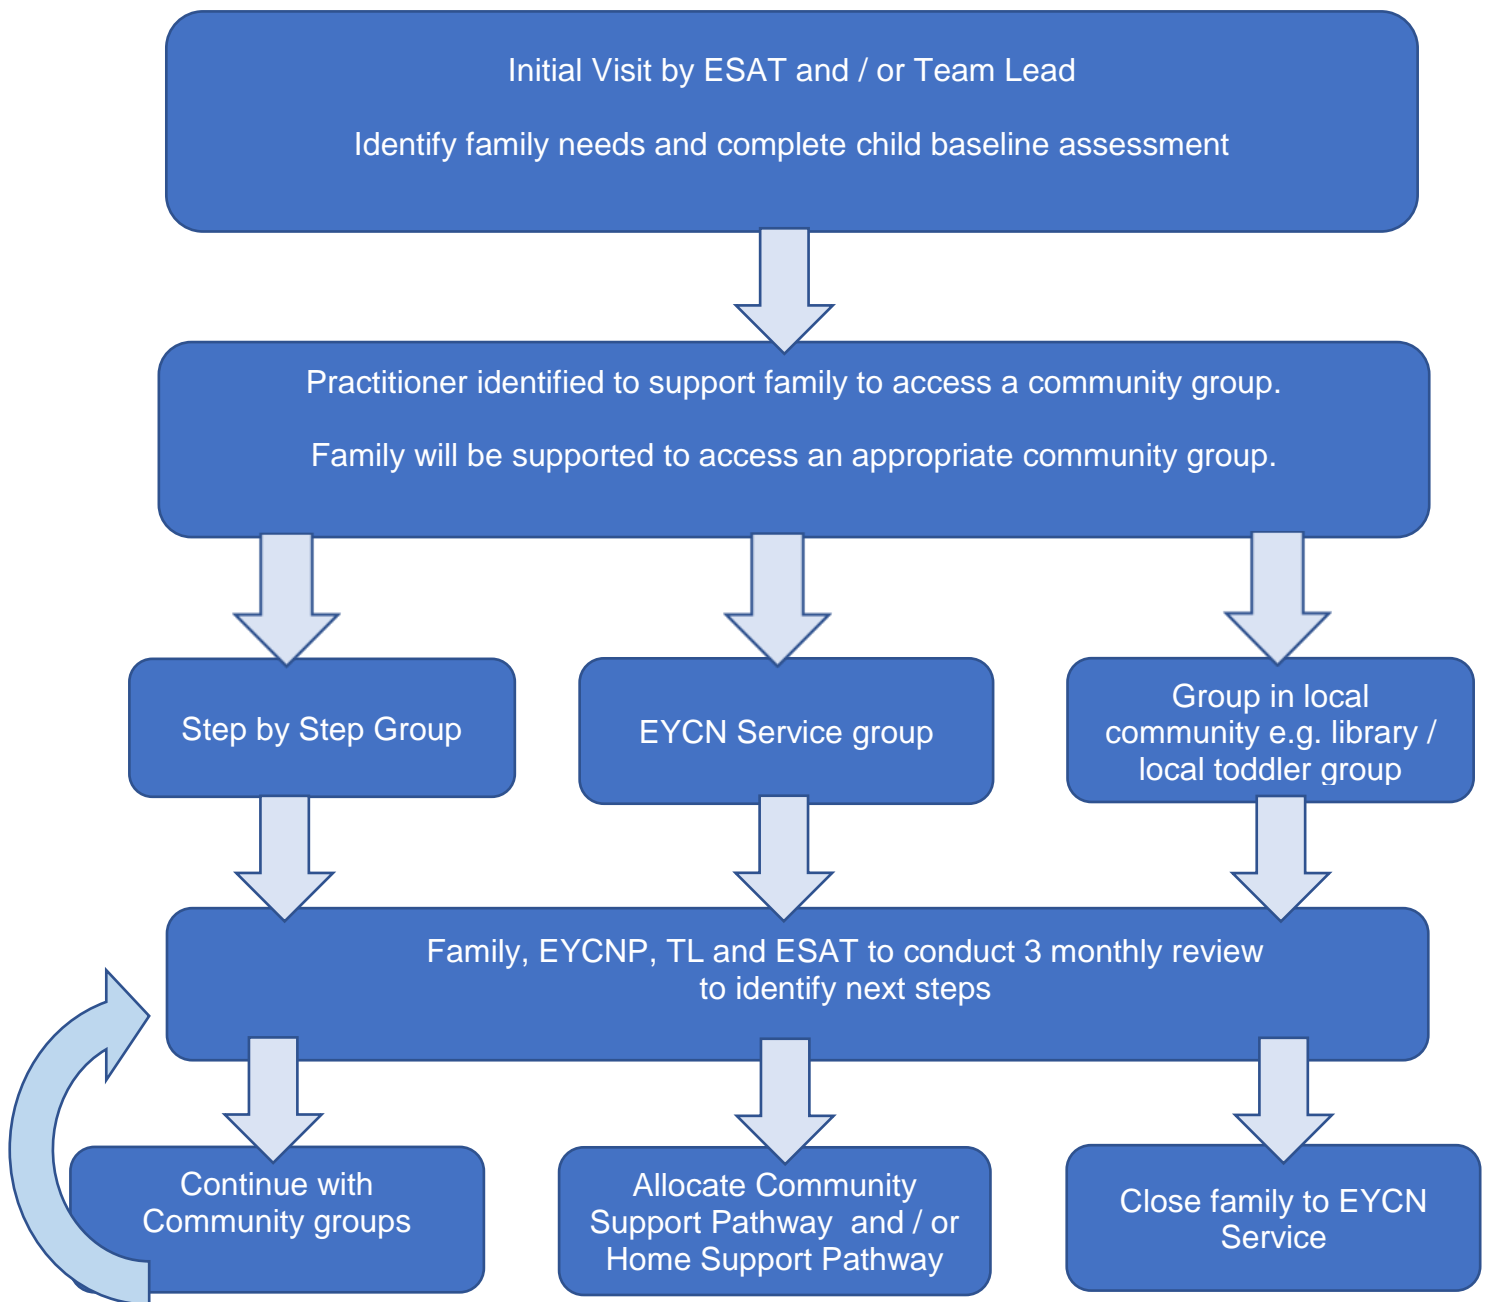 Initial Visit by ESAT and / or Team Lead
Identify family needs and complete child baseline assessment
Practitioner identified to support family to access a community group.
Family will be supported to access an appropriate community group.
Step by Step Group
EYCN Service group
Group in local
community e.g. library /
local toddler group
Family, EYCNP, TL and ESAT to conduct 3 monthly review
to identify next steps
Continue with
Community groups
Allocate Community
Support Pathway and / or
Home Support Pathway
Close family to EYCN
Service